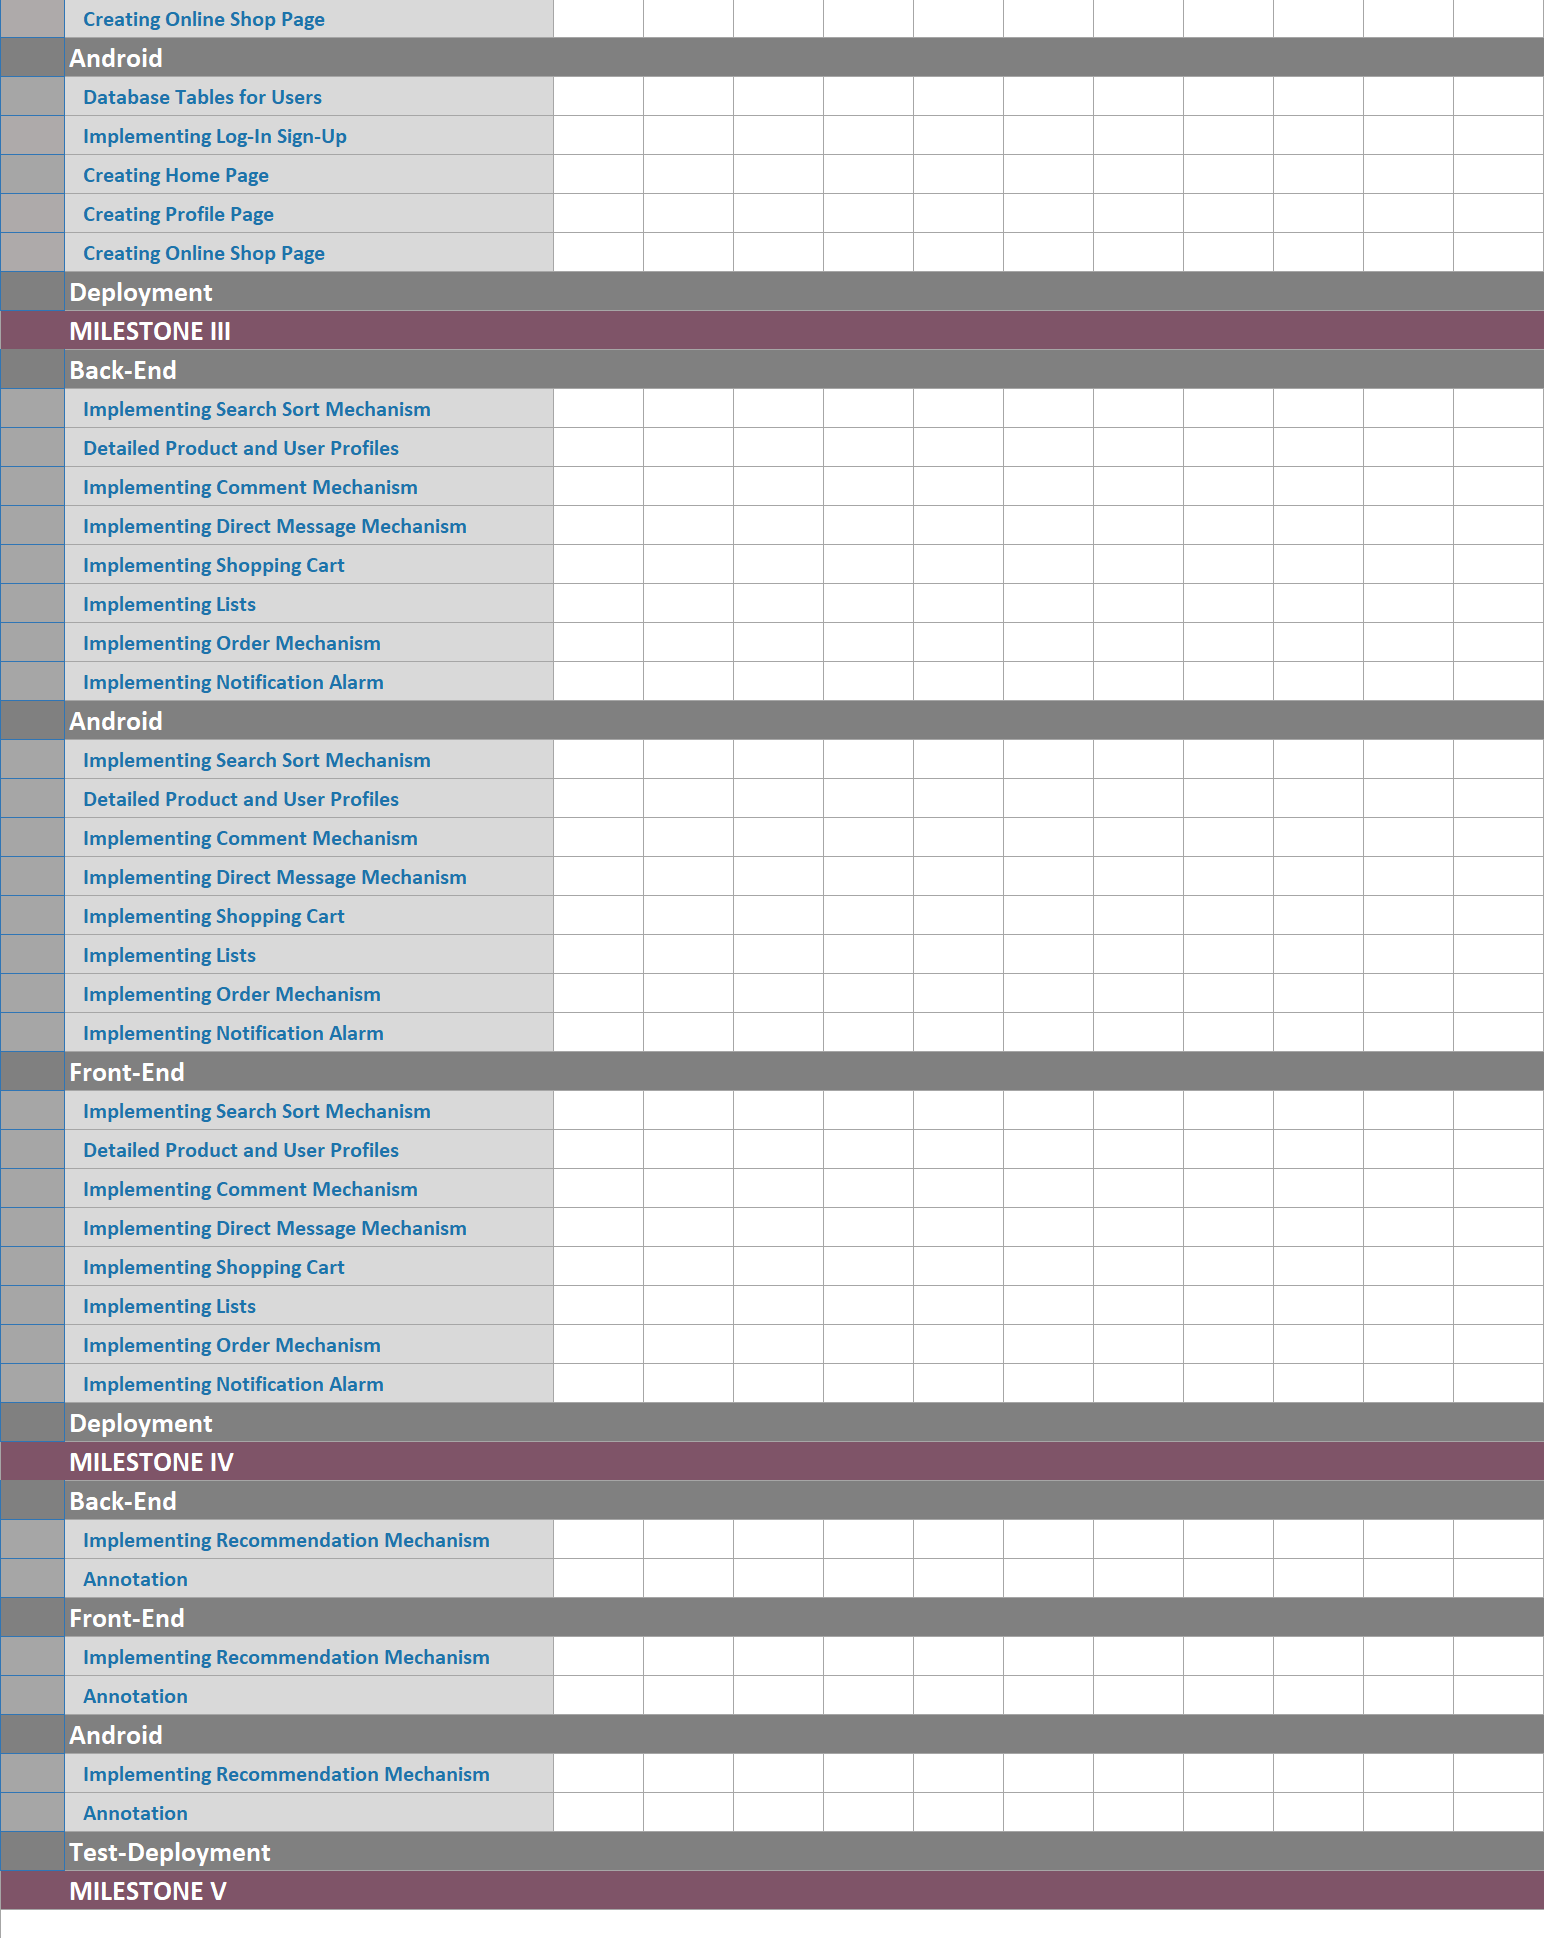 Creating Online Shop Page
Android
Database Tables for Users
Implementing Log-In Sign-Up
Creating Home Page
Creating Profile Page
Creating Online Shop Page
Deployment
MILESTONE III
Back-End
Implementing Search Sort Mechanism
Detailed Product and User Profiles
Implementing Comment Mechanism
Implementing Direct Message Mechanism
Implementing Shopping Cart
Implementing Lists
Implementing Order Mechanism
Implementing Notification Alarm
Android
Implementing Search Sort Mechanism
Detailed Product and User Profiles
Implementing Comment Mechanism
Implementing Direct Message Mechanism
Implementing Shopping Cart
Implementing Lists
Implementing Order Mechanism
Implementing Notification Alarm
Front-End
Implementing Search Sort Mechanism
Detailed Product and User Profiles
Implementing Comment Mechanism
Implementing Direct Message Mechanism
Implementing Shopping Cart
Implementing Lists
Implementing Order Mechanism
Implementing Notification Alarm
Deployment
MILESTONE IV
Back-End
Implementing Recommendation Mechanism
Annotation
Front-End
Implementing Recommendation Mechanism
Annotation
Android
Implementing Recommendation Mechanism
Annotation
Test-Deployment
MILESTONE V